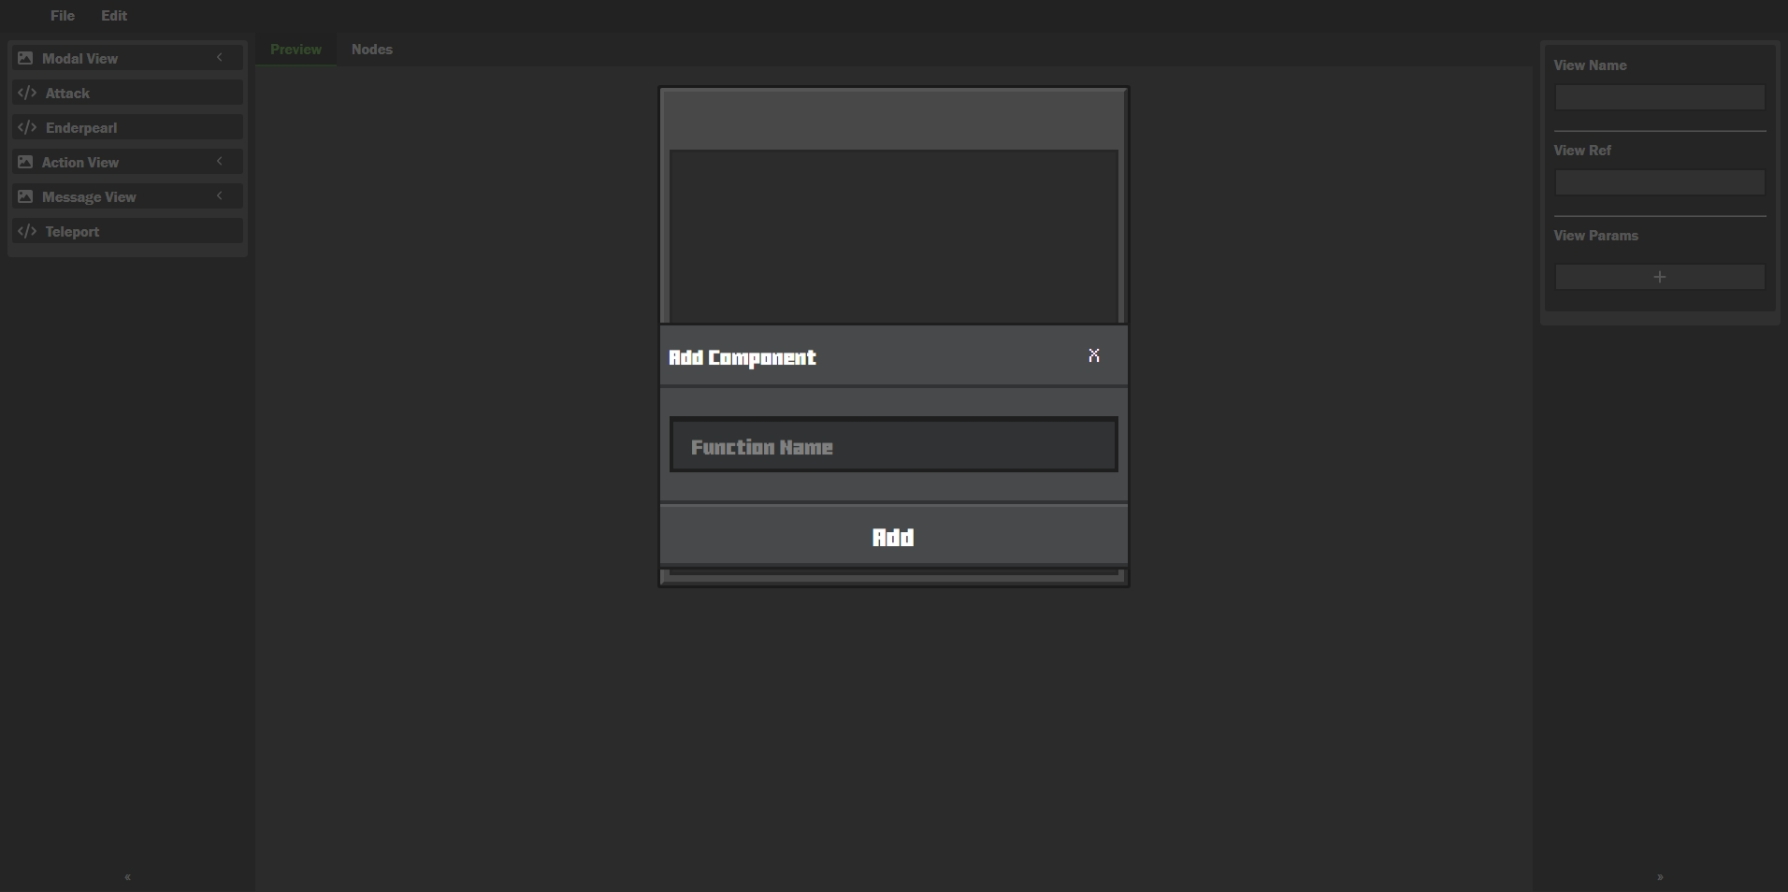 File Edit
Modal View
Attack
Enderpearl
Action View
Message View
Teleport
«
Preview Nodes
Add Component X
Function Name
Add
View Name
View Ref
View Params
+
»